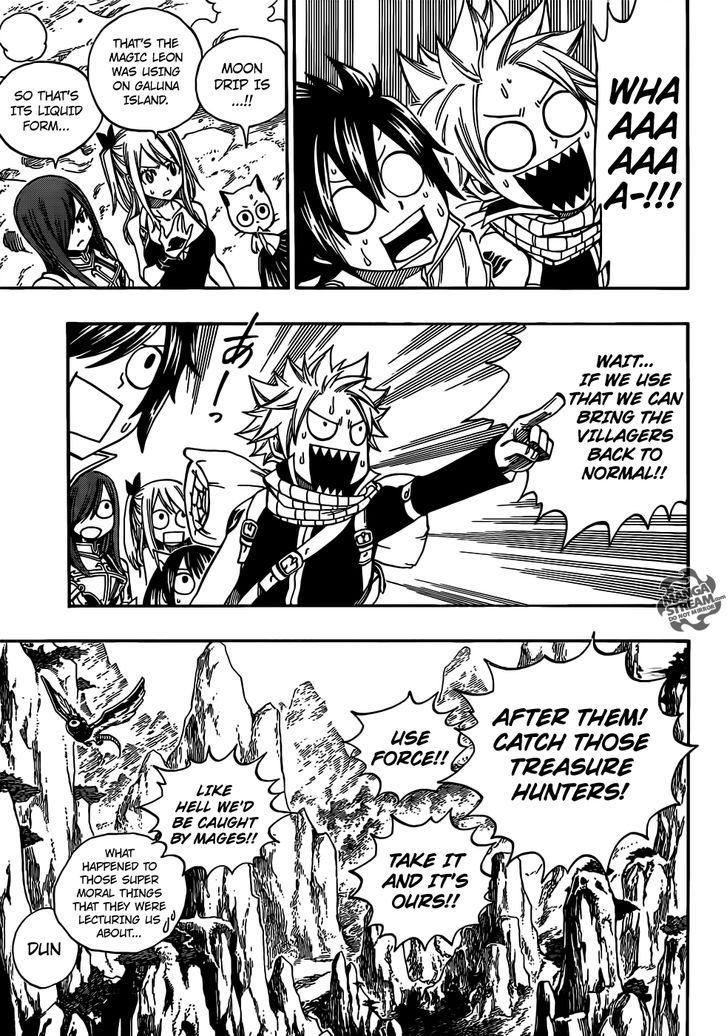 WHA
AAAA
AAAA
A-!!!
MOON
DRIP IS
...!!
THAT'S THE
MAGIC LEON
WAS USING
ON GALUNA
ISLAND.
SO THAT'S
ITS LIQUID
FORM...
WAIT...
IF WE USE
THAT WE CAN
BRING THE
VILLAGERS
BACK TO
NORMAL!!
あーっ
MANGA
STREAM.com
DO NOT MIRROR
AFTER THEM!
CATCH THOSE
TREASURE
HUNTERS!
USE
FORCE!!
TAKE IT
AND IT'S
OURS!!
LIKE
HELL WE'D
BE CAUGHT
BY MAGES!!
WHAT
HAPPENED TO
THOSE SUPER
MORAL THINGS
THAT THEY WERE
LECTURING US
ABOUT...
DUN